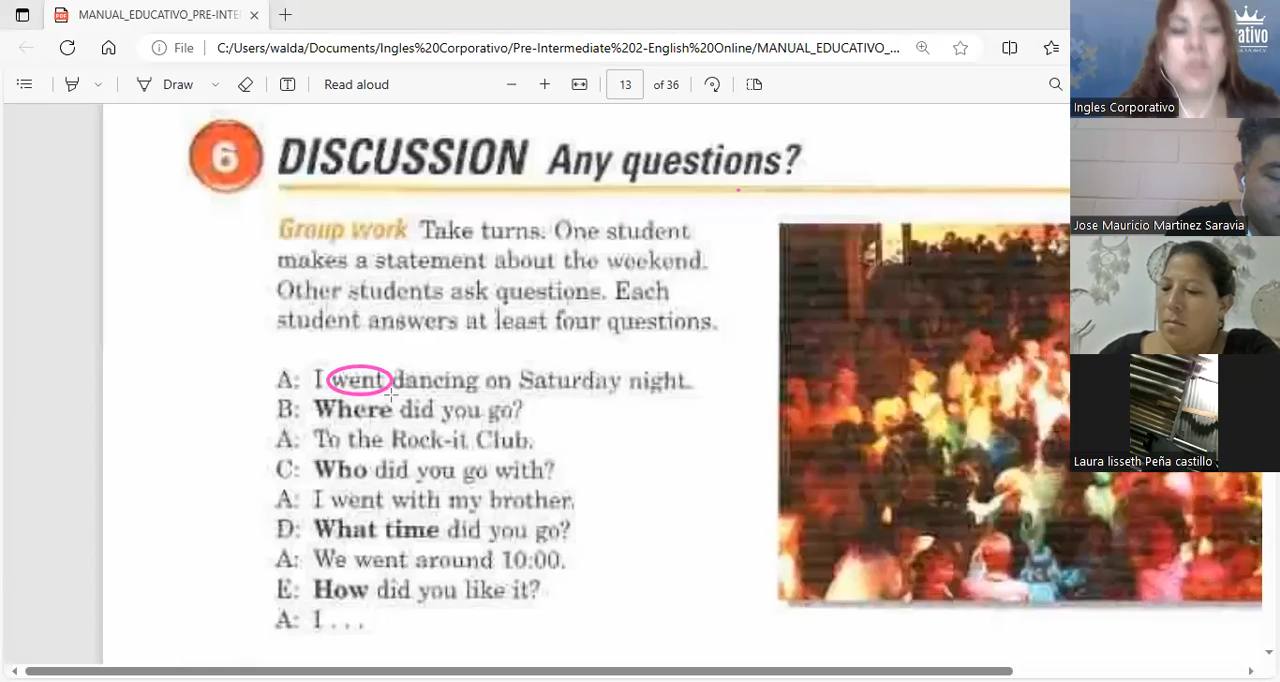 MANUAL_EDUCATIVO_PRE-INTE
File
C:/Users/walda/Documents/Ingles%20Corporativo/Pre-Intermediate%202-English%20Online/MANUAL_EDUCATIVO_...
Draw
Read aloud
13
of 36
6 DISCUSSION Any questions?
Group work Take turns. One student
makes a statement about the weekend.
Other students ask questions. Each
student answers at least four questions.
A: I went dancing on Saturday night.
B: Where did you go?
A: To the Rock-it Club.
C: Who did you go with?
A: I went with my brother.
D: What time did you go?
A: We went around 10:00.
E: How did you like it?
A: I . . .
ativo
Ingles Corporativo
Jose Mauricio Martinez Saravia
Laura lisseth Peña castillo